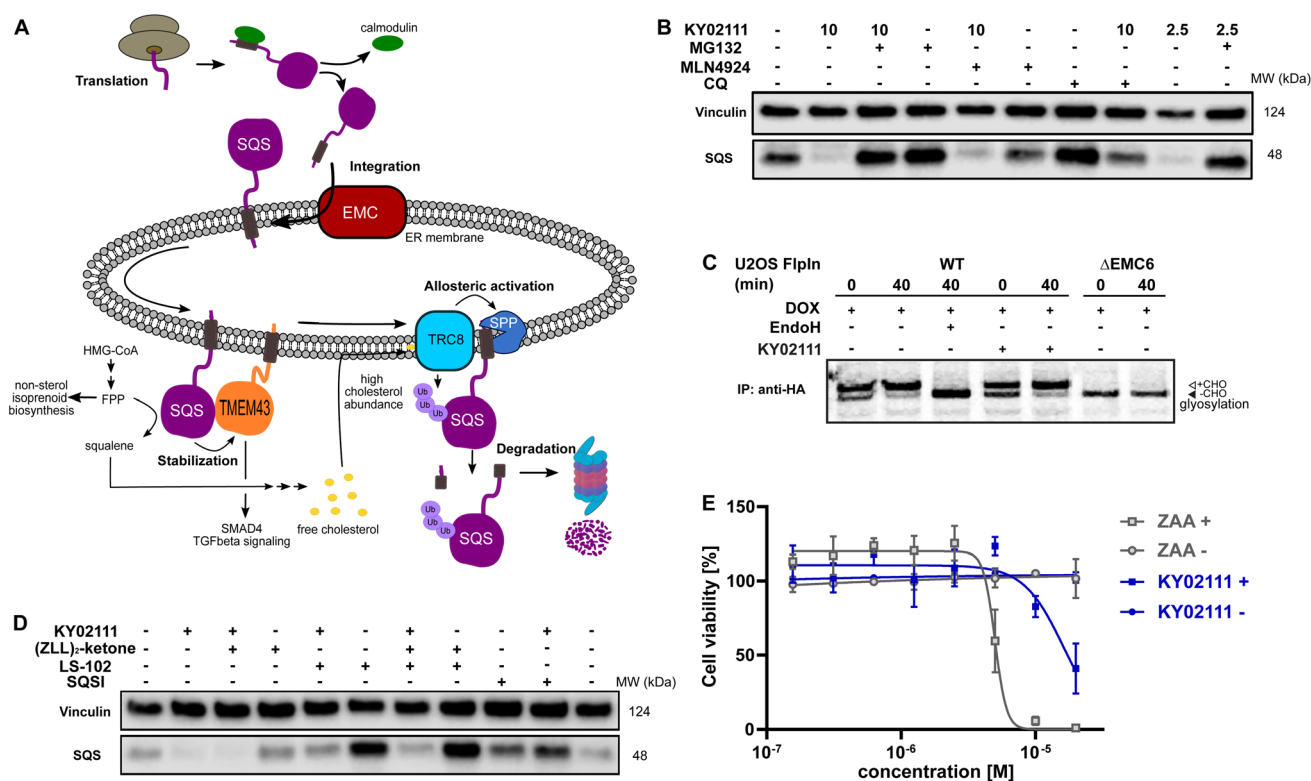 A
Translation
calmodulin
SQS
Integration
EMC
ER membrane
Allosteric activation
TRC8
SPP
HMG-CoA
non-sterol
isoprenoid
biosynthesis
FPP
squalene
SQS
TMEM43
Stabilization
high
cholesterol
abundance
Ub
Ub
Ub
SQS
Degradation
SMAD4
TGFbeta signaling
free cholesterol
Ub
Ub
Ub
SQS
B
KY02111 - 10 10 - 10 - - 10 2.5 2.5
MG132 - - + + - - - - - +
MLN4924 - - - - + + - - - -
CQ - - - - - - + + - -
MW (kDa)
Vinculin 124
SQS 48
C
U2OS FlpIn WT ΔEMC6
(min) 0 40 40 0 40 0 40
DOX + + + + + + +
EndoH - - + - - - -
KY02111 - - - + + - -
IP: anti-HA
+CHO
-CHO
glyosylation
D
KY02111 - + + - + - + - - + -
(ZLL)₂-ketone - - + + - - + + - - -
LS-102 - - - - + + + + - - -
SQSI - - - - - - - - + + -
MW (kDa)
Vinculin 124
SQS 48
E
Cell viability [%]
150
100
50
0
10⁻⁷ 10⁻⁶ 10⁻⁵
concentration [M]
ZAA +
ZAA -
KY02111 +
KY02111 -